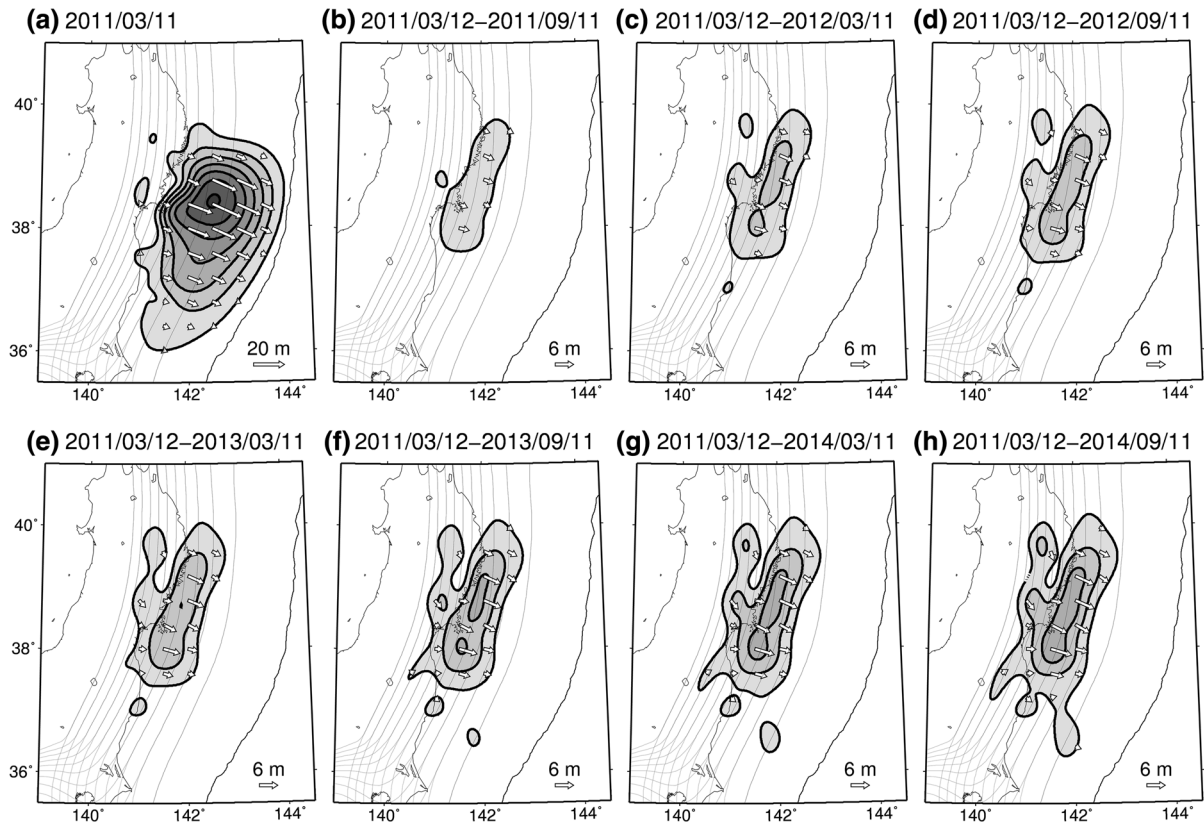 (a) 2011/03/11
(b) 2011/03/12−2011/09/11
(c) 2011/03/12−2012/03/11
(d) 2011/03/12−2012/09/11
40˚
38˚
36˚
20 m
6 m
6 m
6 m
140˚ 142˚ 144˚
140˚ 142˚ 144˚
140˚ 142˚ 144˚
140˚ 142˚ 144˚
(e) 2011/03/12−2013/03/11
(f) 2011/03/12−2013/09/11
(g) 2011/03/12−2014/03/11
(h) 2011/03/12−2014/09/11
40˚
38˚
36˚
6 m
6 m
6 m
6 m
140˚ 142˚ 144˚
140˚ 142˚ 144˚
140˚ 142˚ 144˚
140˚ 142˚ 144˚